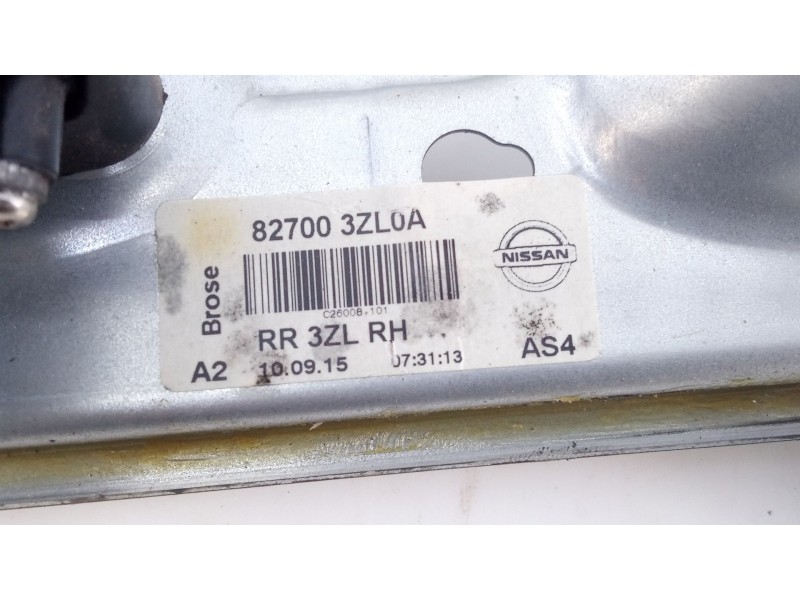 82700 3ZL0A
NISSAN
Brose
C26008-101
RR 3ZL RH
A2 10.09.15 07:31:13 AS4